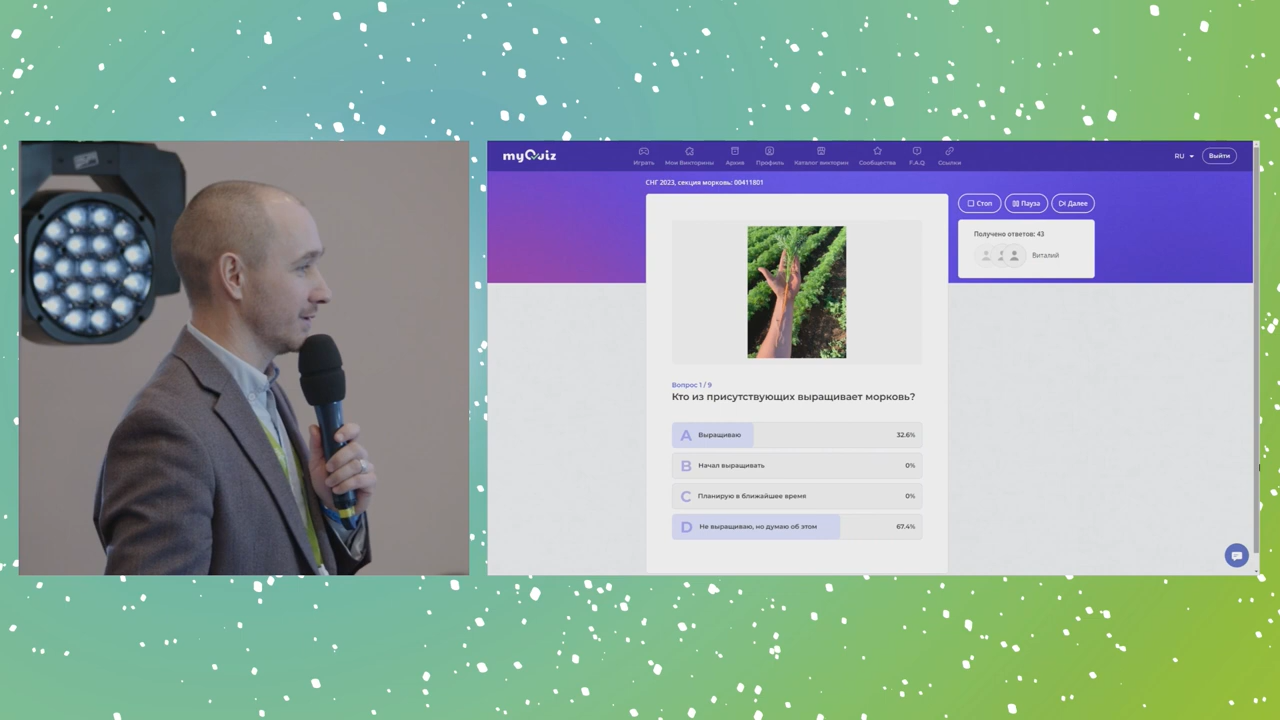 myQuiz
Играть
Мои Викторины
Архив
Профиль
Каталог викторин
Сообщества
F.A.Q
Ссылки
RU
Выйти
СНГ 2023, секция морковь: 00411801
Стоп
Пауза
Далее
Получено ответов: 43
Виталий
Вопрос 1 / 9
Кто из присутствующих выращивает морковь?
A Выращиваю 32.6%
B Начал выращивать 0%
C Планирую в ближайшее время 0%
D Не выращиваю, но думаю об этом 67.4%